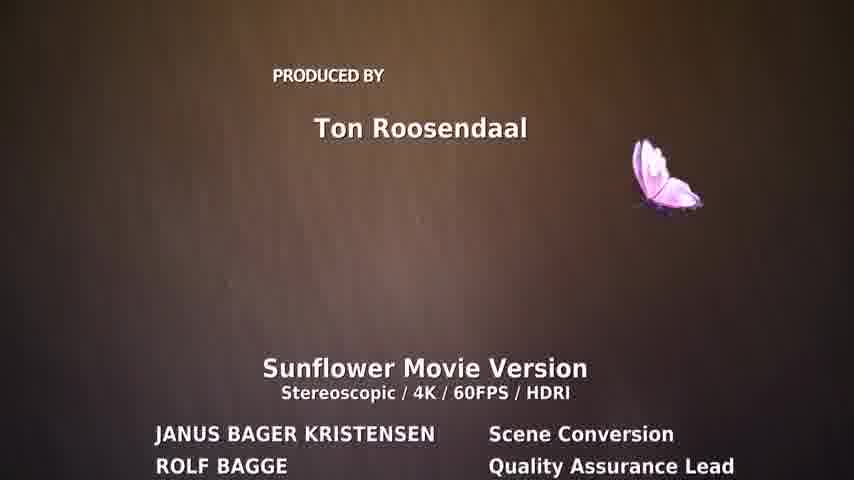 PRODUCED BY
Ton Roosendaal
Sunflower Movie Version
Stereoscopic / 4K / 60FPS / HDRI
JANUS BAGER KRISTENSEN Scene Conversion
ROLF BAGGE Quality Assurance Lead